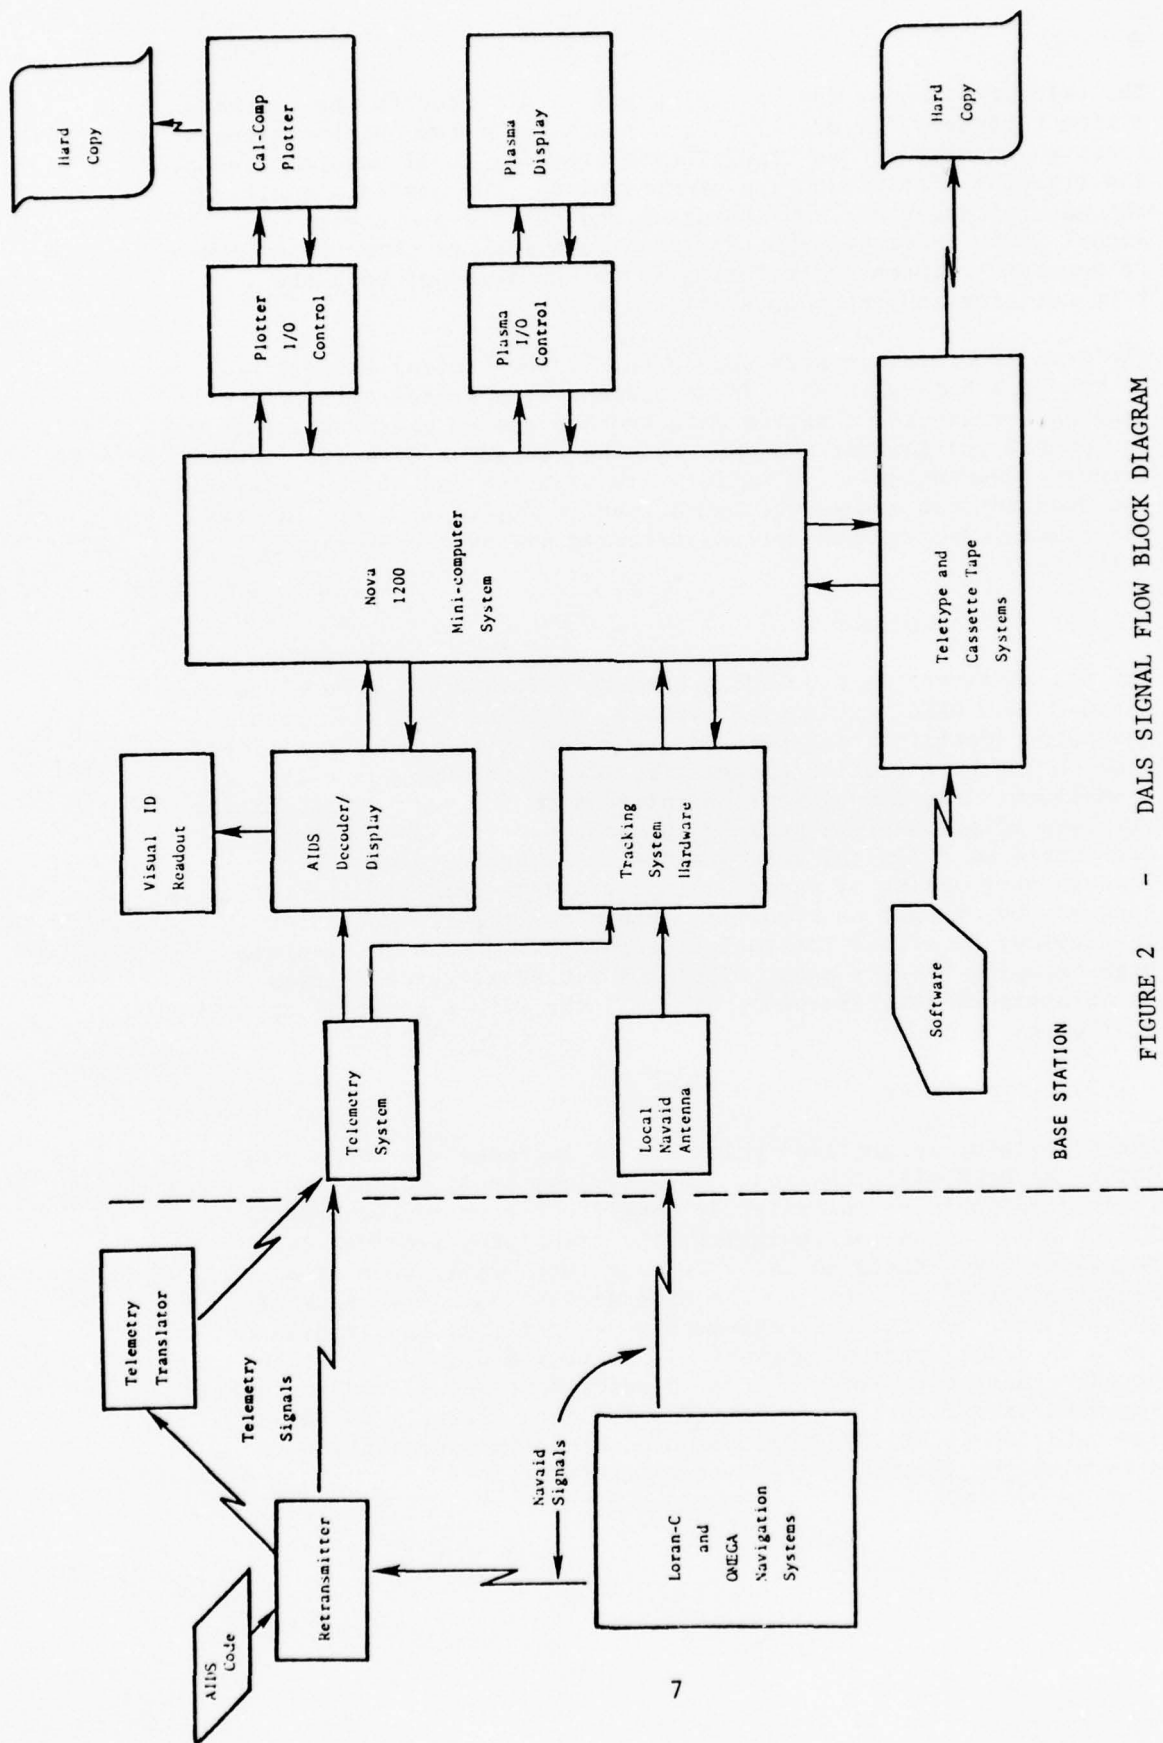 AIDS
Code
Retransmitter
Telemetry
Translator
Telemetry
Signals
Navaid
Signals
Loran-C
and
OMEGA
Navigation
Systems
Telemetry
System
Local
Navaid
Antenna
Visual ID
Readout
AIDS
Decoder/
Display
Tracking
System
Hardware
Software
BASE STATION
Nova
1200
Mini-computer
System
Teletype and
Cassette Tape
Systems
Plotter
I/O
Control
Plasma
I/O
Control
Cal-Comp
Plotter
Plasma
Display
Hard
Copy
Hard
Copy
FIGURE 2 - DALS SIGNAL FLOW BLOCK DIAGRAM
7